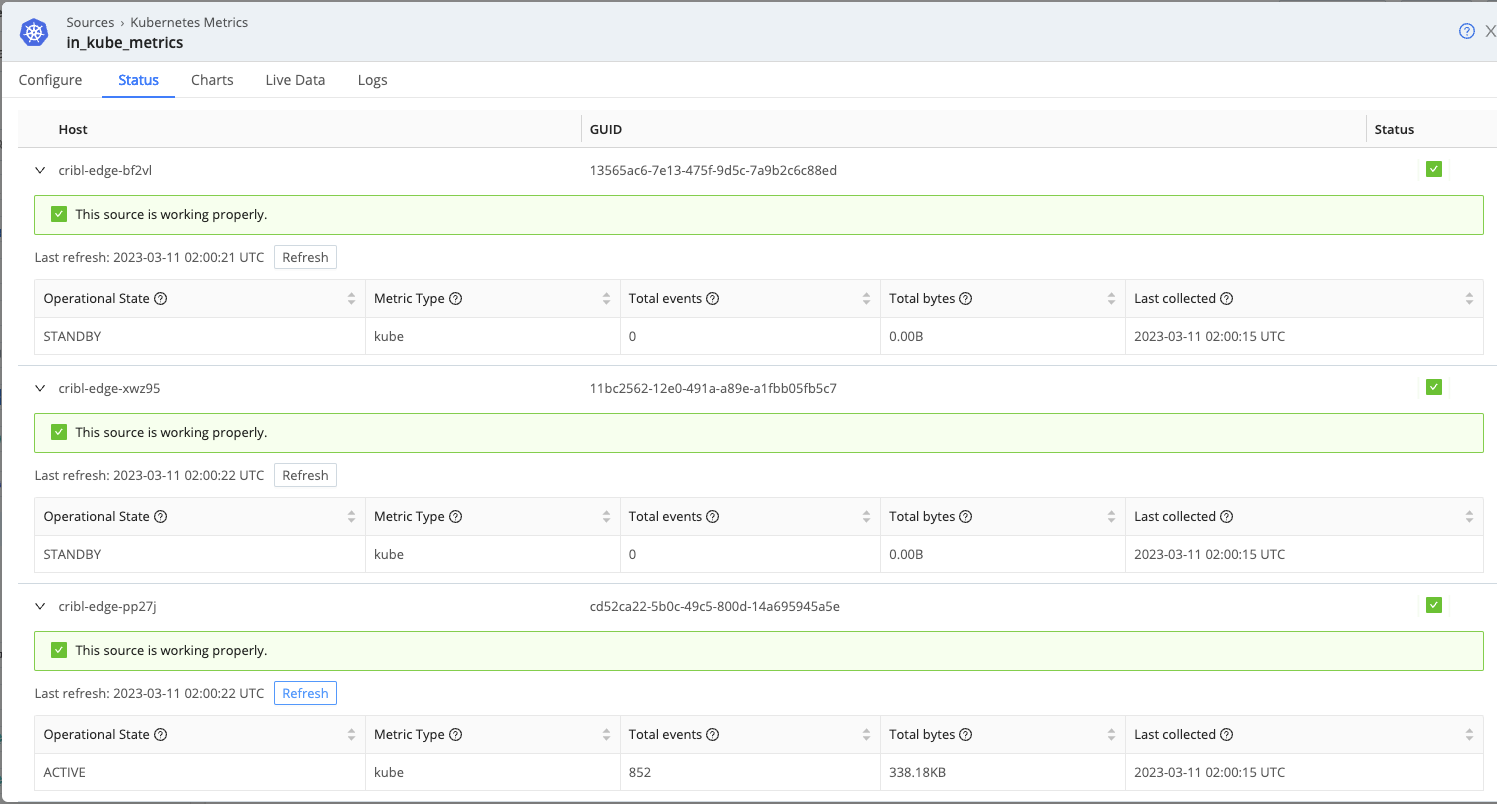 Sources › Kubernetes Metrics
in_kube_metrics
Configure Status Charts Live Data Logs
Host GUID Status
cribl-edge-bf2vl 13565ac6-7e13-475f-9d5c-7a9b2c6c88ed
This source is working properly.
Last refresh: 2023-03-11 02:00:21 UTC Refresh
Operational State Metric Type Total events Total bytes Last collected
STANDBY kube 0 0.00B 2023-03-11 02:00:15 UTC
cribl-edge-xwz95 11bc2562-12e0-491a-a89e-a1fbb05fb5c7
This source is working properly.
Last refresh: 2023-03-11 02:00:22 UTC Refresh
Operational State Metric Type Total events Total bytes Last collected
STANDBY kube 0 0.00B 2023-03-11 02:00:15 UTC
cribl-edge-pp27j cd52ca22-5b0c-49c5-800d-14a695945a5e
This source is working properly.
Last refresh: 2023-03-11 02:00:22 UTC Refresh
Operational State Metric Type Total events Total bytes Last collected
ACTIVE kube 852 338.18KB 2023-03-11 02:00:15 UTC